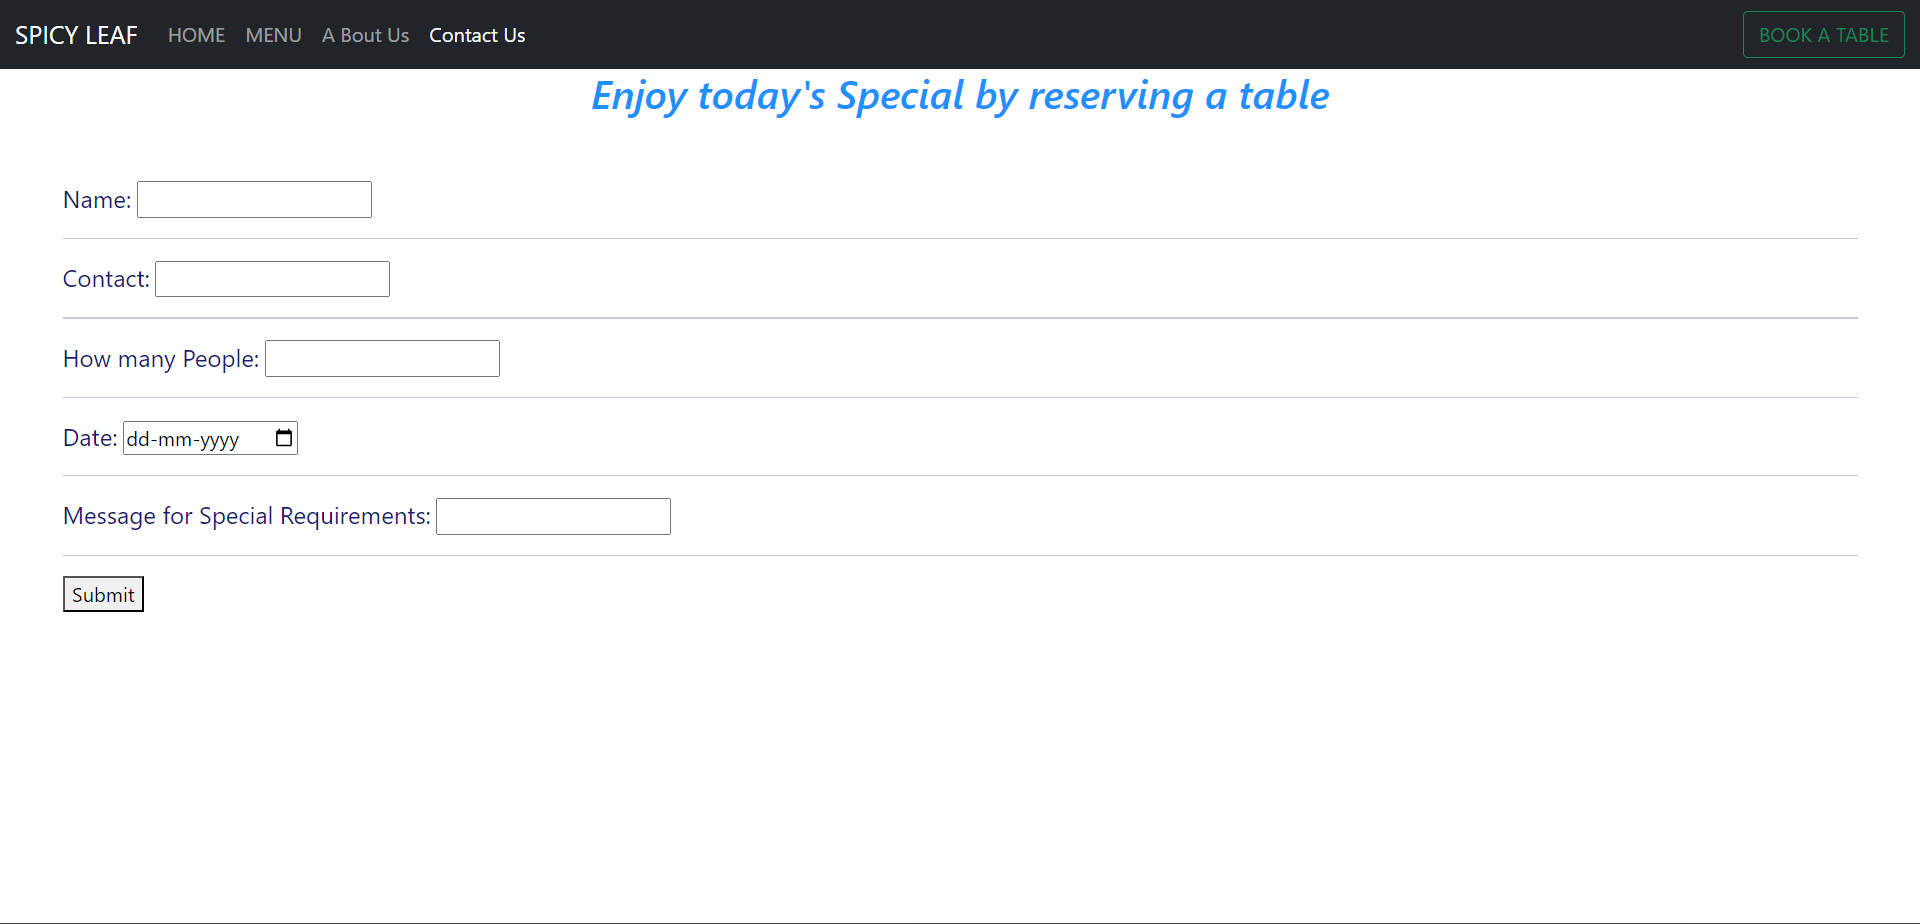 SPICY LEAF HOME MENU A Bout Us Contact Us BOOK A TABLE
Enjoy today's Special by reserving a table
Name:
Contact:
How many People:
Date: dd-mm-yyyy
Message for Special Requirements:
Submit